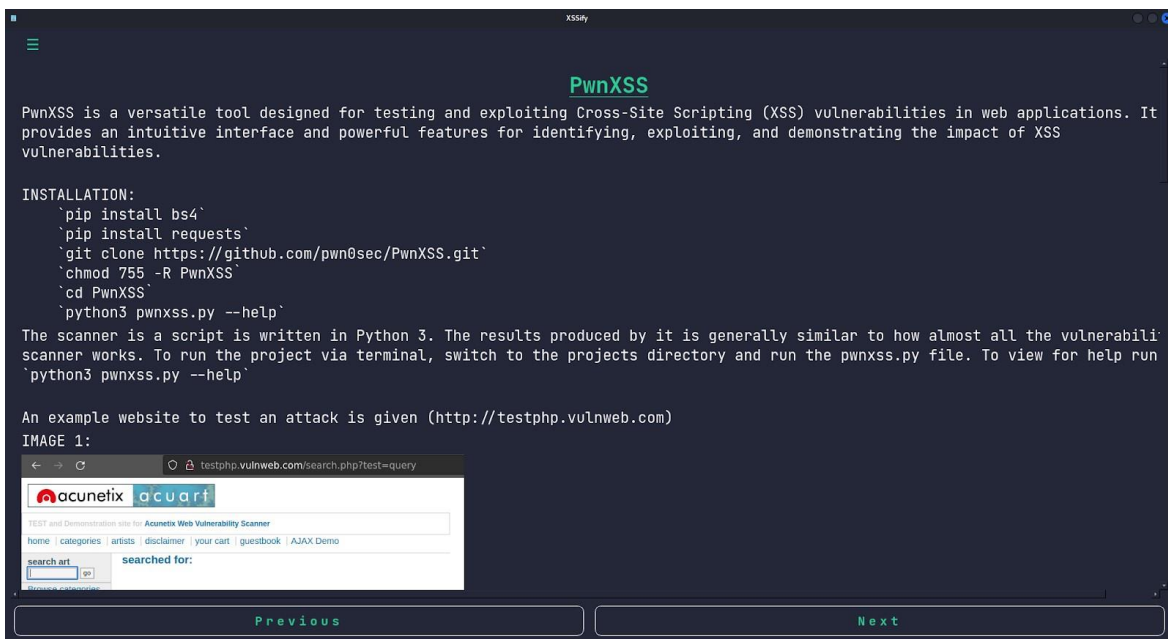 XSSify
☰
PwnXSS
PwnXSS is a versatile tool designed for testing and exploiting Cross-Site Scripting (XSS) vulnerabilities in web applications. It
provides an intuitive interface and powerful features for identifying, exploiting, and demonstrating the impact of XSS
vulnerabilities.
INSTALLATION:
`pip install bs4`
`pip install requests`
`git clone https://github.com/pwn0sec/PwnXSS.git`
`chmod 755 -R PwnXSS`
`cd PwnXSS`
`python3 pwnxss.py --help`
The scanner is a script is written in Python 3. The results produced by it is generally similar to how almost all the vulnerabili
scanner works. To run the project via terminal, switch to the projects directory and run the pwnxss.py file. To view for help run
`python3 pwnxss.py --help`
An example website to test an attack is given (http://testphp.vulnweb.com)
IMAGE 1:
testphp.vulnweb.com/search.php?test=query
acunetix acuart
TEST and Demonstration site for Acunetix Web Vulnerability Scanner
home | categories | artists | disclaimer | your cart | guestbook | AJAX Demo
search art
go
searched for:
Browse categories
Previous
Next